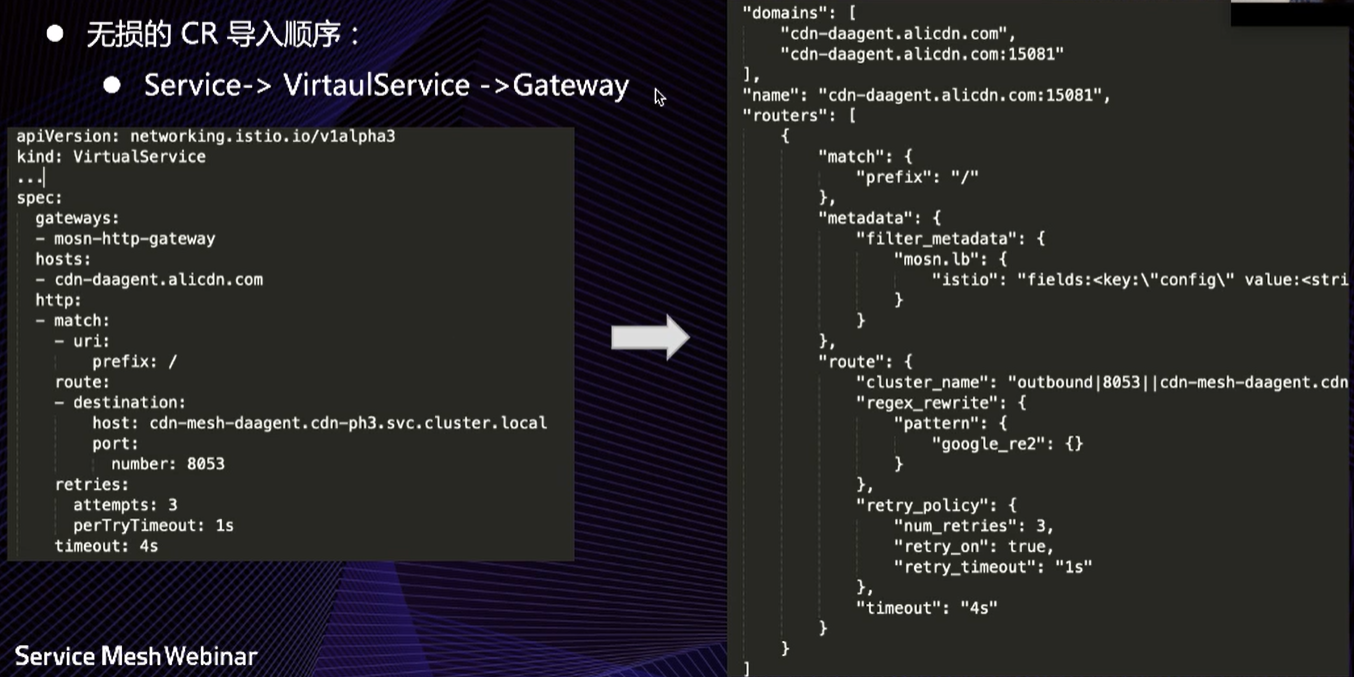 ● 无损的 CR 导入顺序：
● Service-> VirtaulService ->Gateway
apiVersion: networking.istio.io/v1alpha3
kind: VirtualService
...
spec:
  gateways:
  - mosn-http-gateway
  hosts:
  - cdn-daagent.alicdn.com
  http:
  - match:
    - uri:
        prefix: /
    route:
    - destination:
        host: cdn-mesh-daagent.cdn-ph3.svc.cluster.local
        port:
          number: 8053
    retries:
      attempts: 3
      perTryTimeout: 1s
    timeout: 4s
Service Mesh Webinar
"domains": [
    "cdn-daagent.alicdn.com",
    "cdn-daagent.alicdn.com:15081"
],
"name": "cdn-daagent.alicdn.com:15081",
"routers": [
    {
        "match": {
            "prefix": "/"
        },
        "metadata": {
            "filter_metadata": {
                "mosn.lb": {
                    "istio": "fields:<key:\"config\" value:<stri
                }
            }
        },
        "route": {
            "cluster_name": "outbound|8053||cdn-mesh-daagent.cdn
            "regex_rewrite": {
                "pattern": {
                    "google_re2": {}
                }
            },
            "retry_policy": {
                "num_retries": 3,
                "retry_on": true,
                "retry_timeout": "1s"
            },
            "timeout": "4s"
        }
    }
]